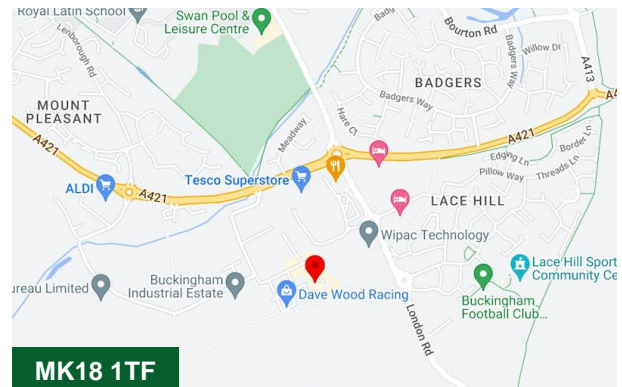 Royal Latin School
Swan Pool &
Leisure Centre
Bourton Rd
Lenborough Rd
Badgers
Way
Willow Dr
A413
BADGERS
A4
MOUNT
PLEASANT
Badgers Way
Hare Ct
Meadway
A421
A421
Edging Ln
Border Ln
Pillow Way
Threads Ln
Tesco Superstore
ALDI
A421
LACE HILL
Wipac Technology
Lace Hill Sport
Community Ce
Buckingham
Industrial Estate
ureau Limited
Dave Wood Racing
Buckingham
Football Club...
London Rd
MK18 1TF